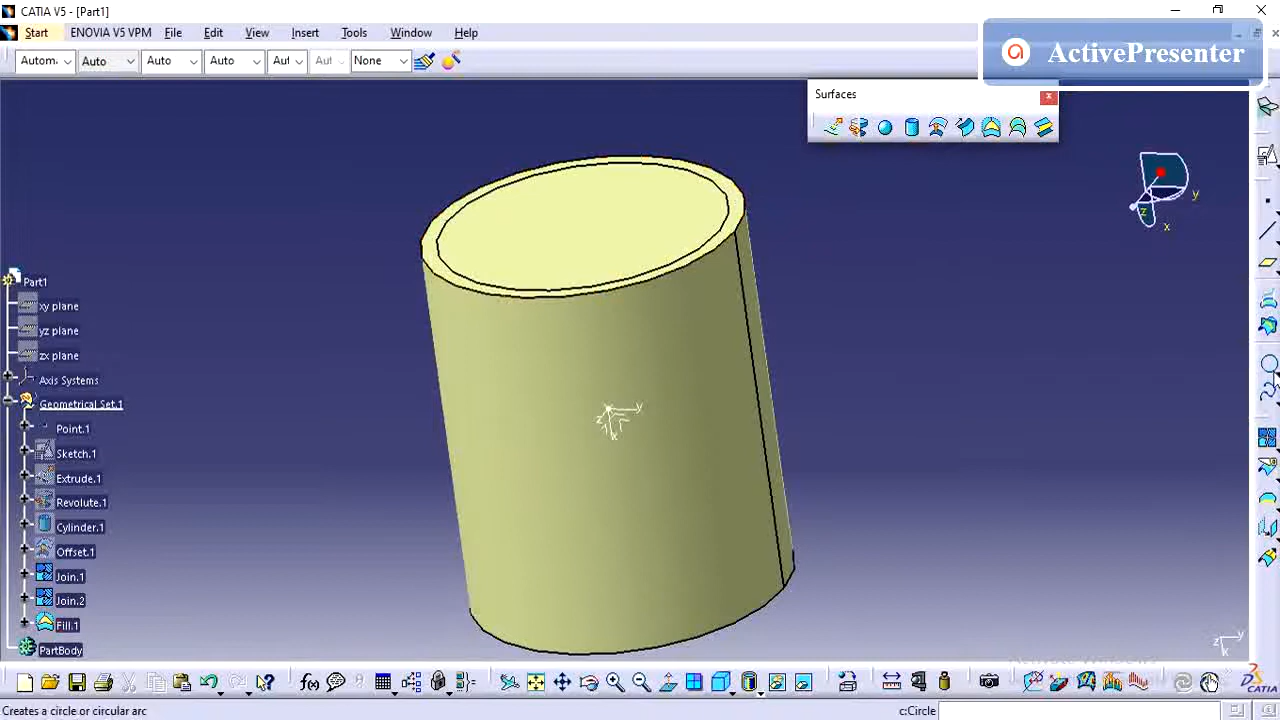 CATIA V5 - [Part1]
Start ENOVIA V5 VPM File Edit View Insert Tools Window Help
ActivePresenter
Auto Auto Auto None
Surfaces
y
z
x
Part1
xy plane
yz plane
zx plane
Axis Systems
Geometrical Set.1
Point.1
Sketch.1
Extrude.1
Revolute.1
Cylinder.1
Offset.1
Join.1
Join.2
Fill.1
PartBody
y
z
x
Activate Windows
z y
x
f(x)
CATIA
Creates a circle or circular arc
c:Circle